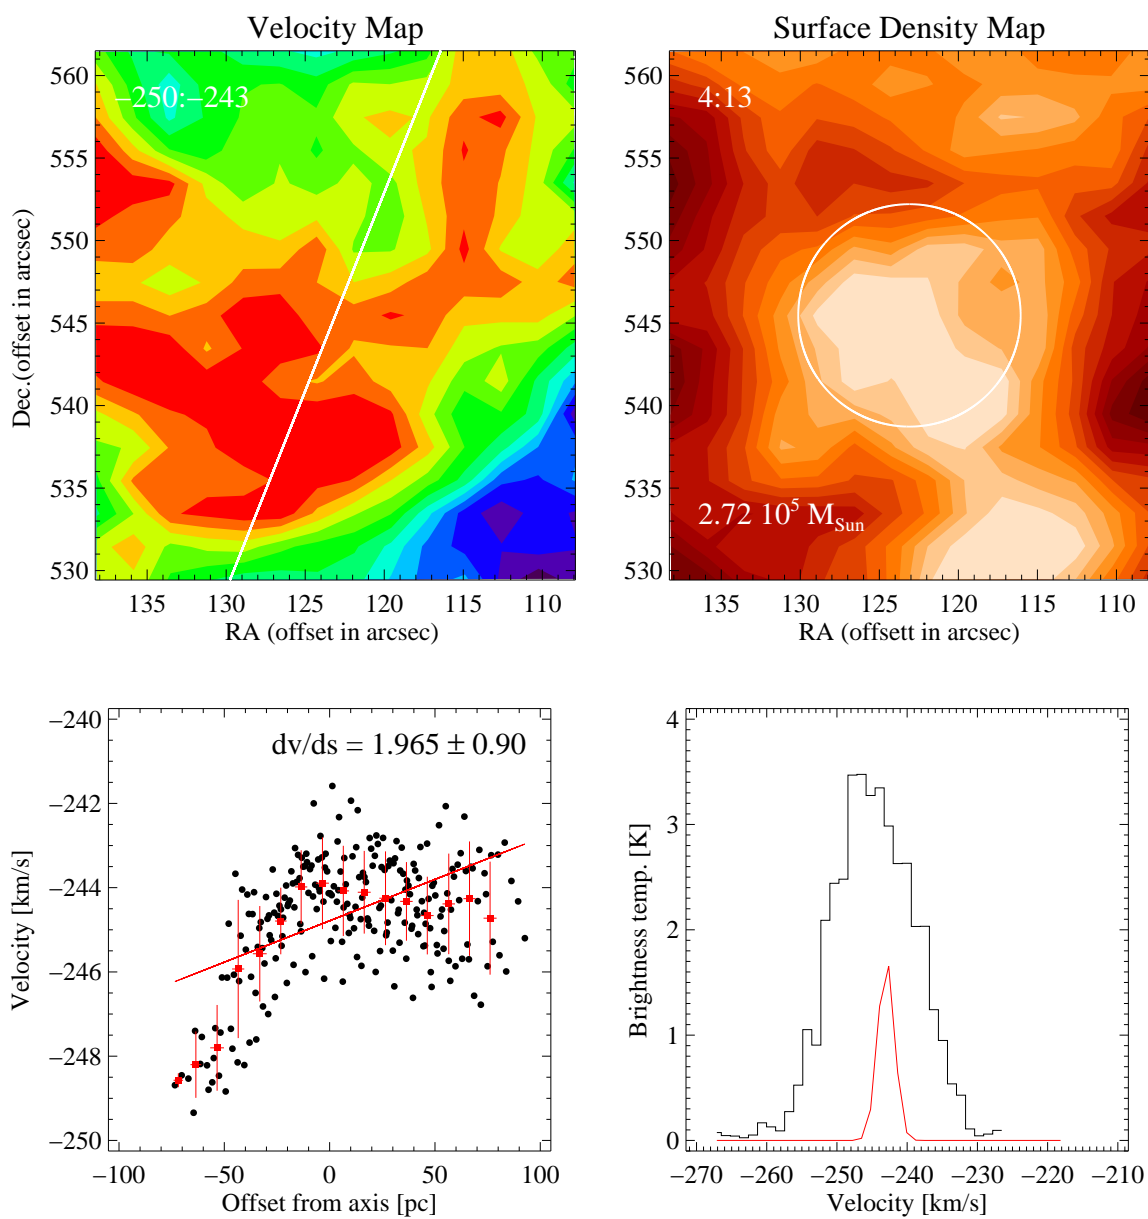 Velocity Map
−250:−243
560
555
550
545
540
535
530
Dec.(offset in arcsec)
135 130 125 120 115 110
RA (offset in arcsec)
Surface Density Map
4:13
560
555
550
545
540
535
530
2.72 10⁵ M_Sun
135 130 125 120 115 110
RA (offsett in arcsec)
−240
−242
−244
−246
−248
−250
Velocity [km/s]
dv/ds = 1.965 ± 0.90
−100 −50 0 50 100
Offset from axis [pc]
4
3
2
1
0
Brightness temp. [K]
−270 −260 −250 −240 −230 −220 −210
Velocity [km/s]